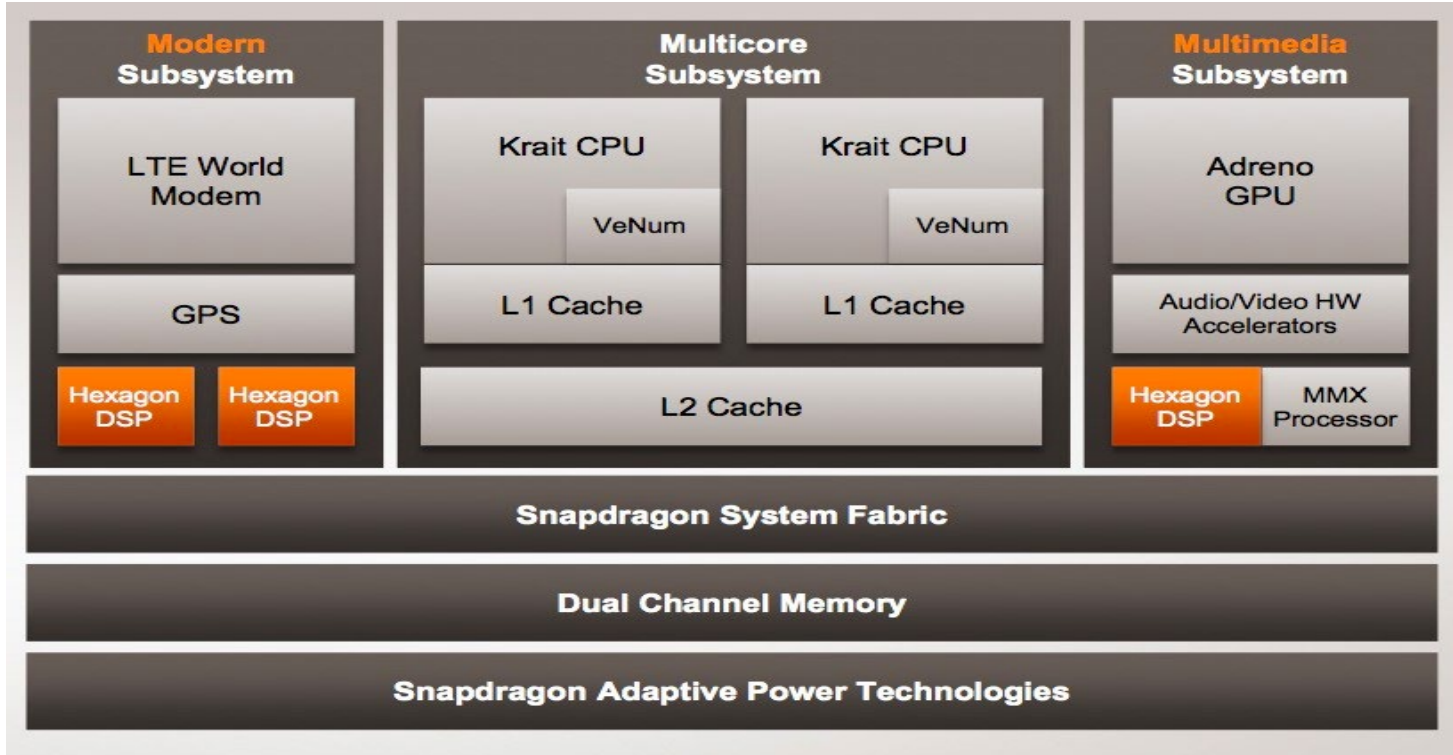 Modern
Subsystem
LTE World
Modem
GPS
Hexagon
DSP
Hexagon
DSP
Multicore
Subsystem
Krait CPU
VeNum
L1 Cache
Krait CPU
VeNum
L1 Cache
L2 Cache
Multimedia
Subsystem
Adreno
GPU
Audio/Video HW
Accelerators
Hexagon
DSP
MMX
Processor
Snapdragon System Fabric
Dual Channel Memory
Snapdragon Adaptive Power Technologies